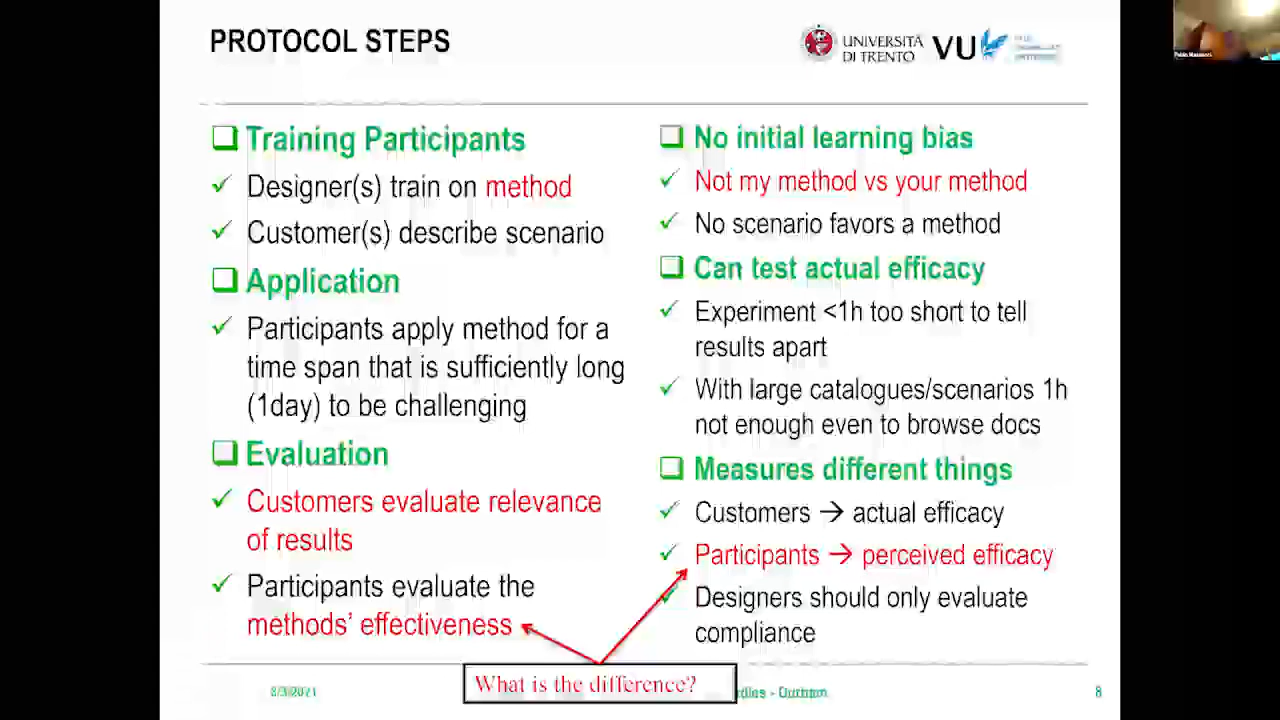 PROTOCOL STEPS
UNIVERSITÀ
DI TRENTO
VU
Training Participants
Designer(s) train on method
Customer(s) describe scenario
Application
Participants apply method for a
time span that is sufficiently long
(1day) to be challenging
Evaluation
Customers evaluate relevance
of results
Participants evaluate the
methods' effectiveness
No initial learning bias
Not my method vs your method
No scenario favors a method
Can test actual efficacy
Experiment <1h too short to tell
results apart
With large catalogues/scenarios 1h
not enough even to browse docs
Measures different things
Customers → actual efficacy
Participants → perceived efficacy
Designers should only evaluate
compliance
What is the difference?
- Durham
8